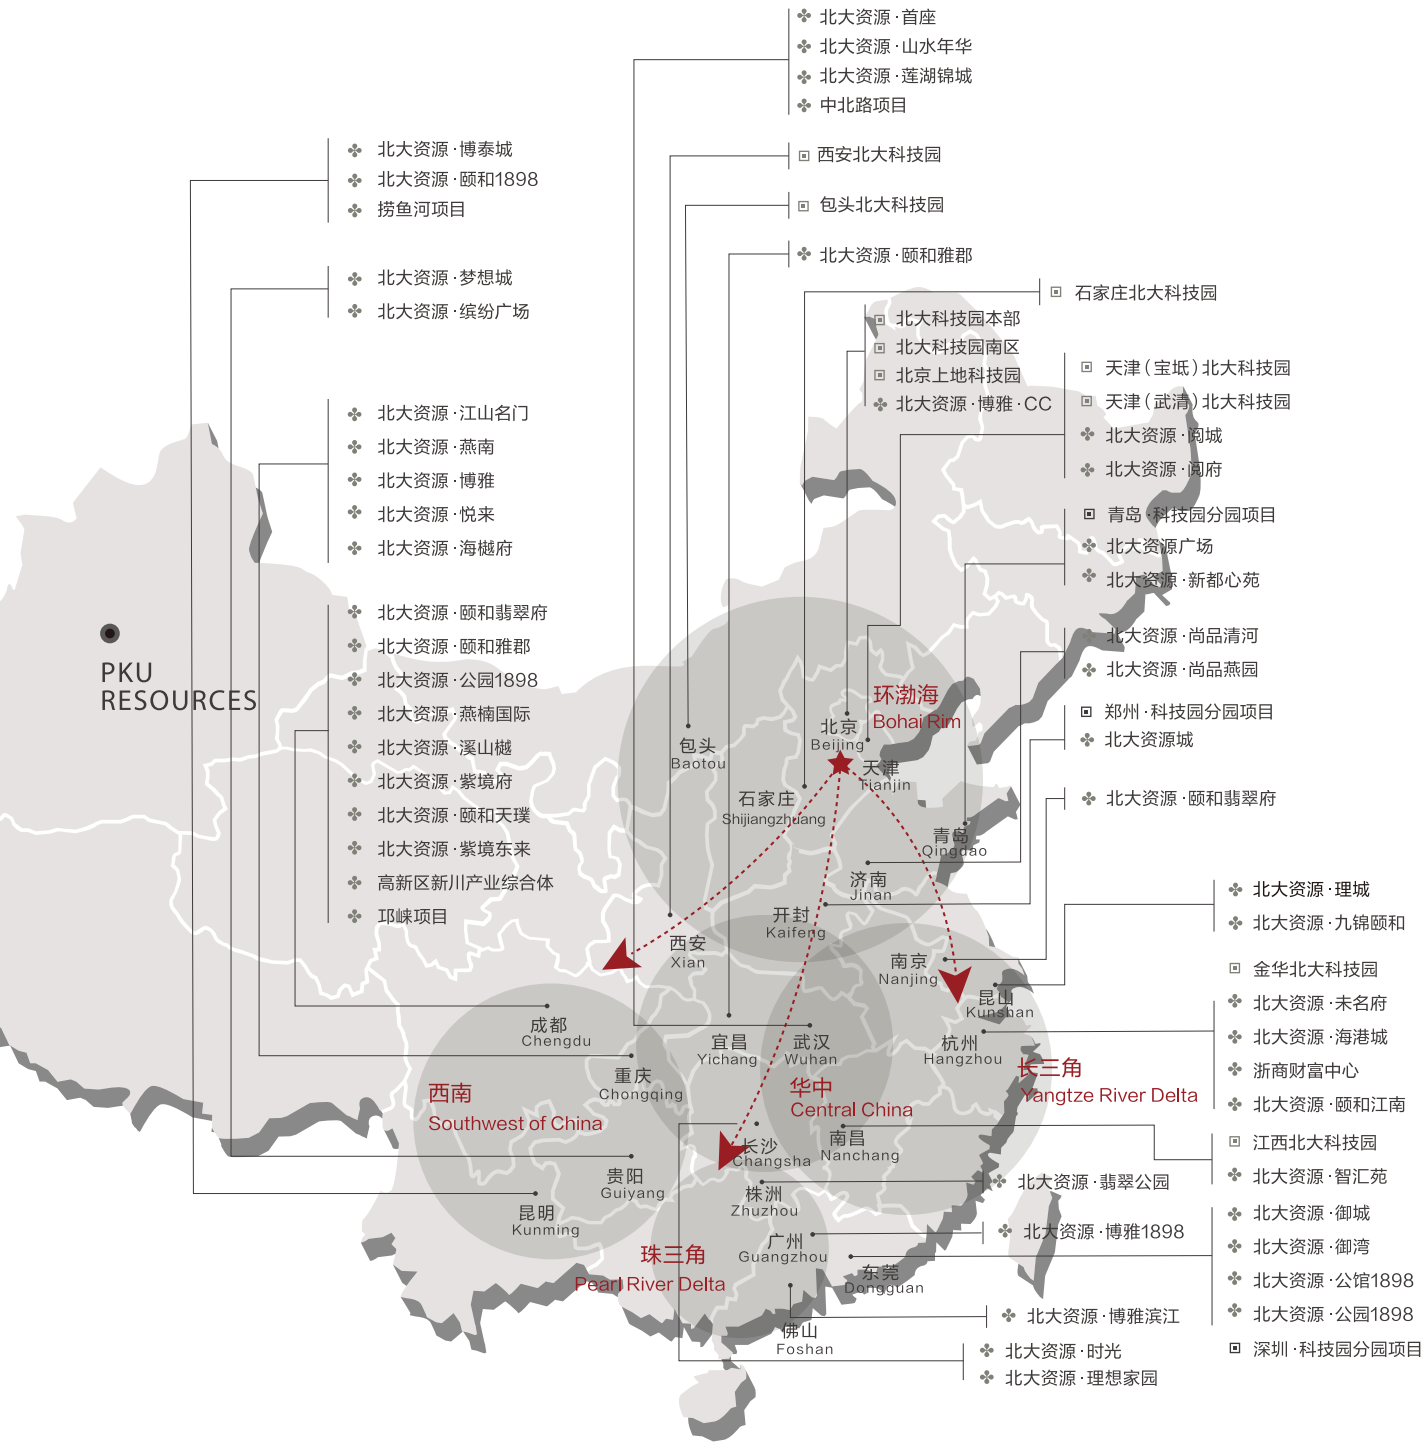 北大资源·首座
北大资源·山水年华
北大资源·莲湖锦城
中北路项目
西安北大科技园
包头北大科技园
北大资源·颐和雅郡
石家庄北大科技园
北大资源·博泰城
北大资源·颐和1898
捞鱼河项目
北大资源·梦想城
北大资源·缤纷广场
北大资源·江山名门
北大资源·燕南
北大资源·博雅
北大资源·悦来
北大资源·海樾府
北大资源·颐和翡翠府
北大资源·颐和雅郡
北大资源·公园1898
北大资源·燕楠国际
北大资源·溪山樾
北大资源·紫境府
北大资源·颐和天璞
北大资源·紫境东来
高新区新川产业综合体
邛崃项目
PKU
RESOURCES
北大科技园本部
北大科技园南区
北京上地科技园
北大资源·博雅·CC
天津（宝坻）北大科技园
天津（武清）北大科技园
北大资源·阅城
北大资源·阅府
青岛·科技园分园项目
北大资源广场
北大资源·新都心苑
北大资源·尚品清河
北大资源·尚品燕园
郑州·科技园分园项目
北大资源城
北大资源·颐和翡翠府
北大资源·理城
北大资源·九锦颐和
金华北大科技园
北大资源·未名府
北大资源·海港城
浙商财富中心
北大资源·颐和江南
江西北大科技园
北大资源·智汇苑
北大资源·翡翠公园
北大资源·御城
北大资源·御湾
北大资源·公馆1898
北大资源·公园1898
深圳·科技园分园项目
北大资源·博雅1898
北大资源·博雅滨江
北大资源·时光
北大资源·理想家园
环渤海
Bohai Rim
北京
Beijing
包头
Baotou
天津
Tianjin
石家庄
Shijiangzhuang
青岛
Qingdao
济南
Jinan
开封
Kaifeng
西安
Xian
南京
Nanjing
昆山
Kunshan
成都
Chengdu
宜昌
Yichang
武汉
Wuhan
杭州
Hangzhou
重庆
Chongqing
西南
Southwest of China
华中
Central China
长三角
Yangtze River Delta
长沙
Changsha
南昌
Nanchang
贵阳
Guiyang
株洲
Zhuzhou
昆明
Kunming
广州
Guangzhou
珠三角
Pearl River Delta
东莞
Dongguan
佛山
Foshan